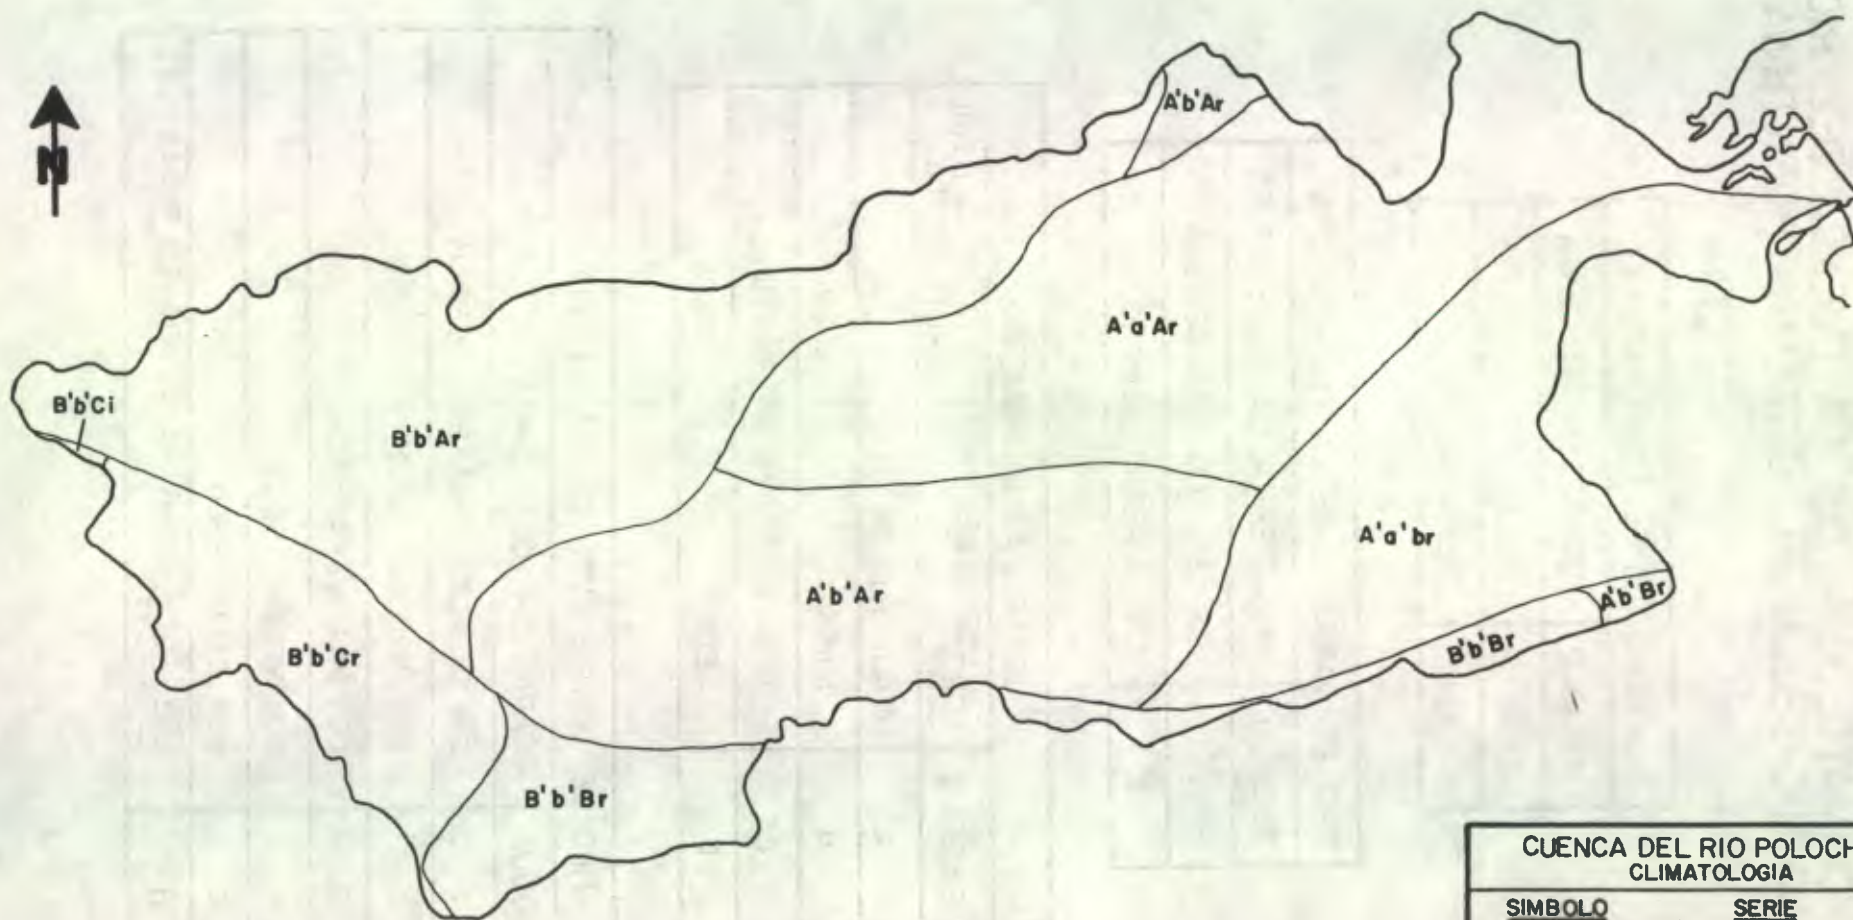 A'b'Ar
N
A'a'Ar
B'b'Ci
B'b'Ar
A'a'br
A'b'Ar
A'b'Br
B'b'Br
B'b'Cr
B'b'Br
CUENCA DEL RIO POLOCH
CLIMATOLOGIA
SIMBOLO SERIE